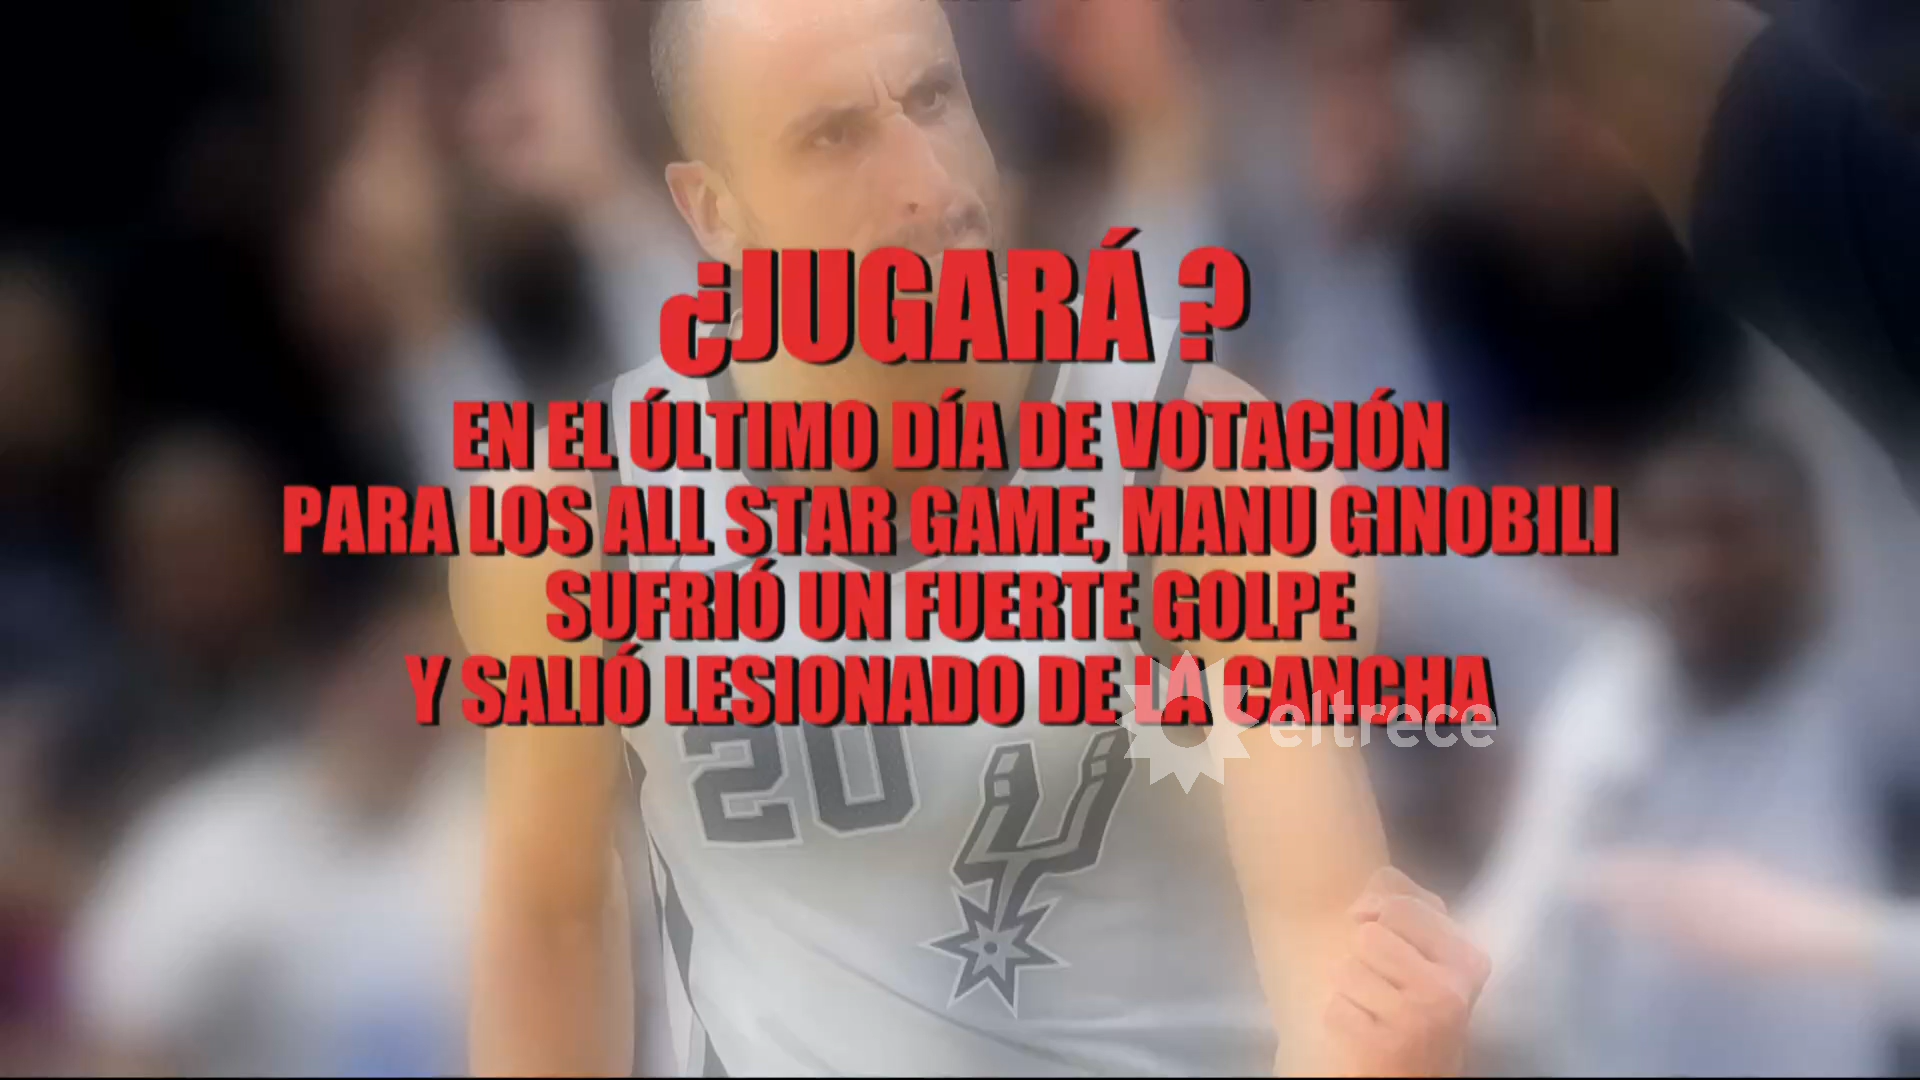 ¿JUGARÁ ?
EN EL ÚLTIMO DÍA DE VOTACIÓN
PARA LOS ALL STAR GAME, MANU GINOBILI
SUFRIÓ UN FUERTE GOLPE
Y SALIÓ LESIONADO DE LA CANCHA
eltrece
20